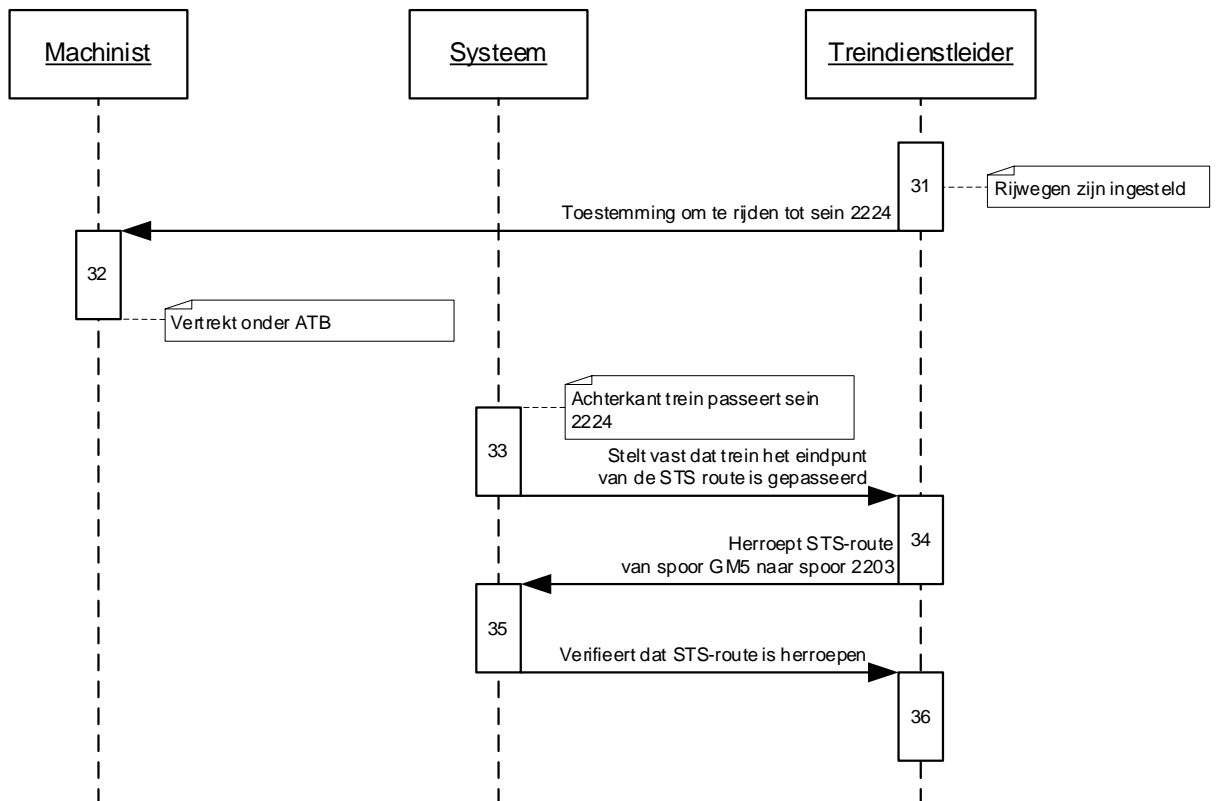 Machinist
Systeem
Treindienstleider
31
Rijwegen zijn ingesteld
Toestemming om te rijden tot sein 2224
32
Vertrekt onder ATB
Achterkant trein passeert sein
2224
33
Stelt vast dat trein het eindpunt
van de STS route is gepasseerd
34
Herroept STS-route
van spoor GM5 naar spoor 2203
35
Verifieert dat STS-route is herroepen
36